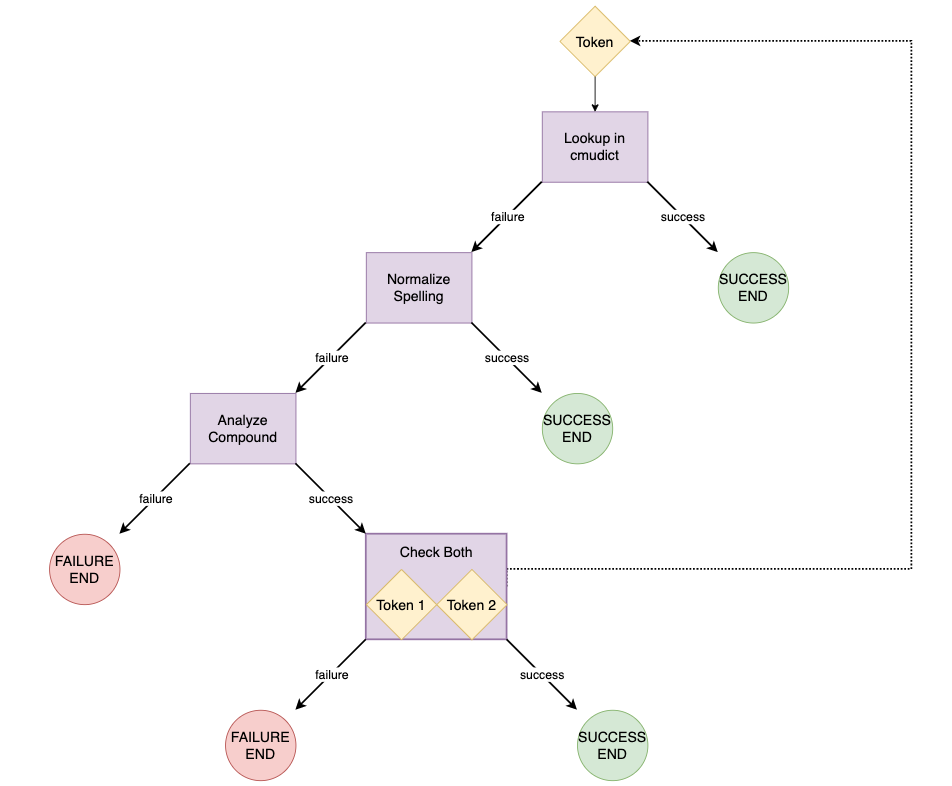 Token
Lookup in
cmudict
failure
success
SUCCESS
END
Normalize
Spelling
failure
success
SUCCESS
END
Analyze
Compound
failure
success
FAILURE
END
Check Both
Token 1
Token 2
failure
success
FAILURE
END
SUCCESS
END